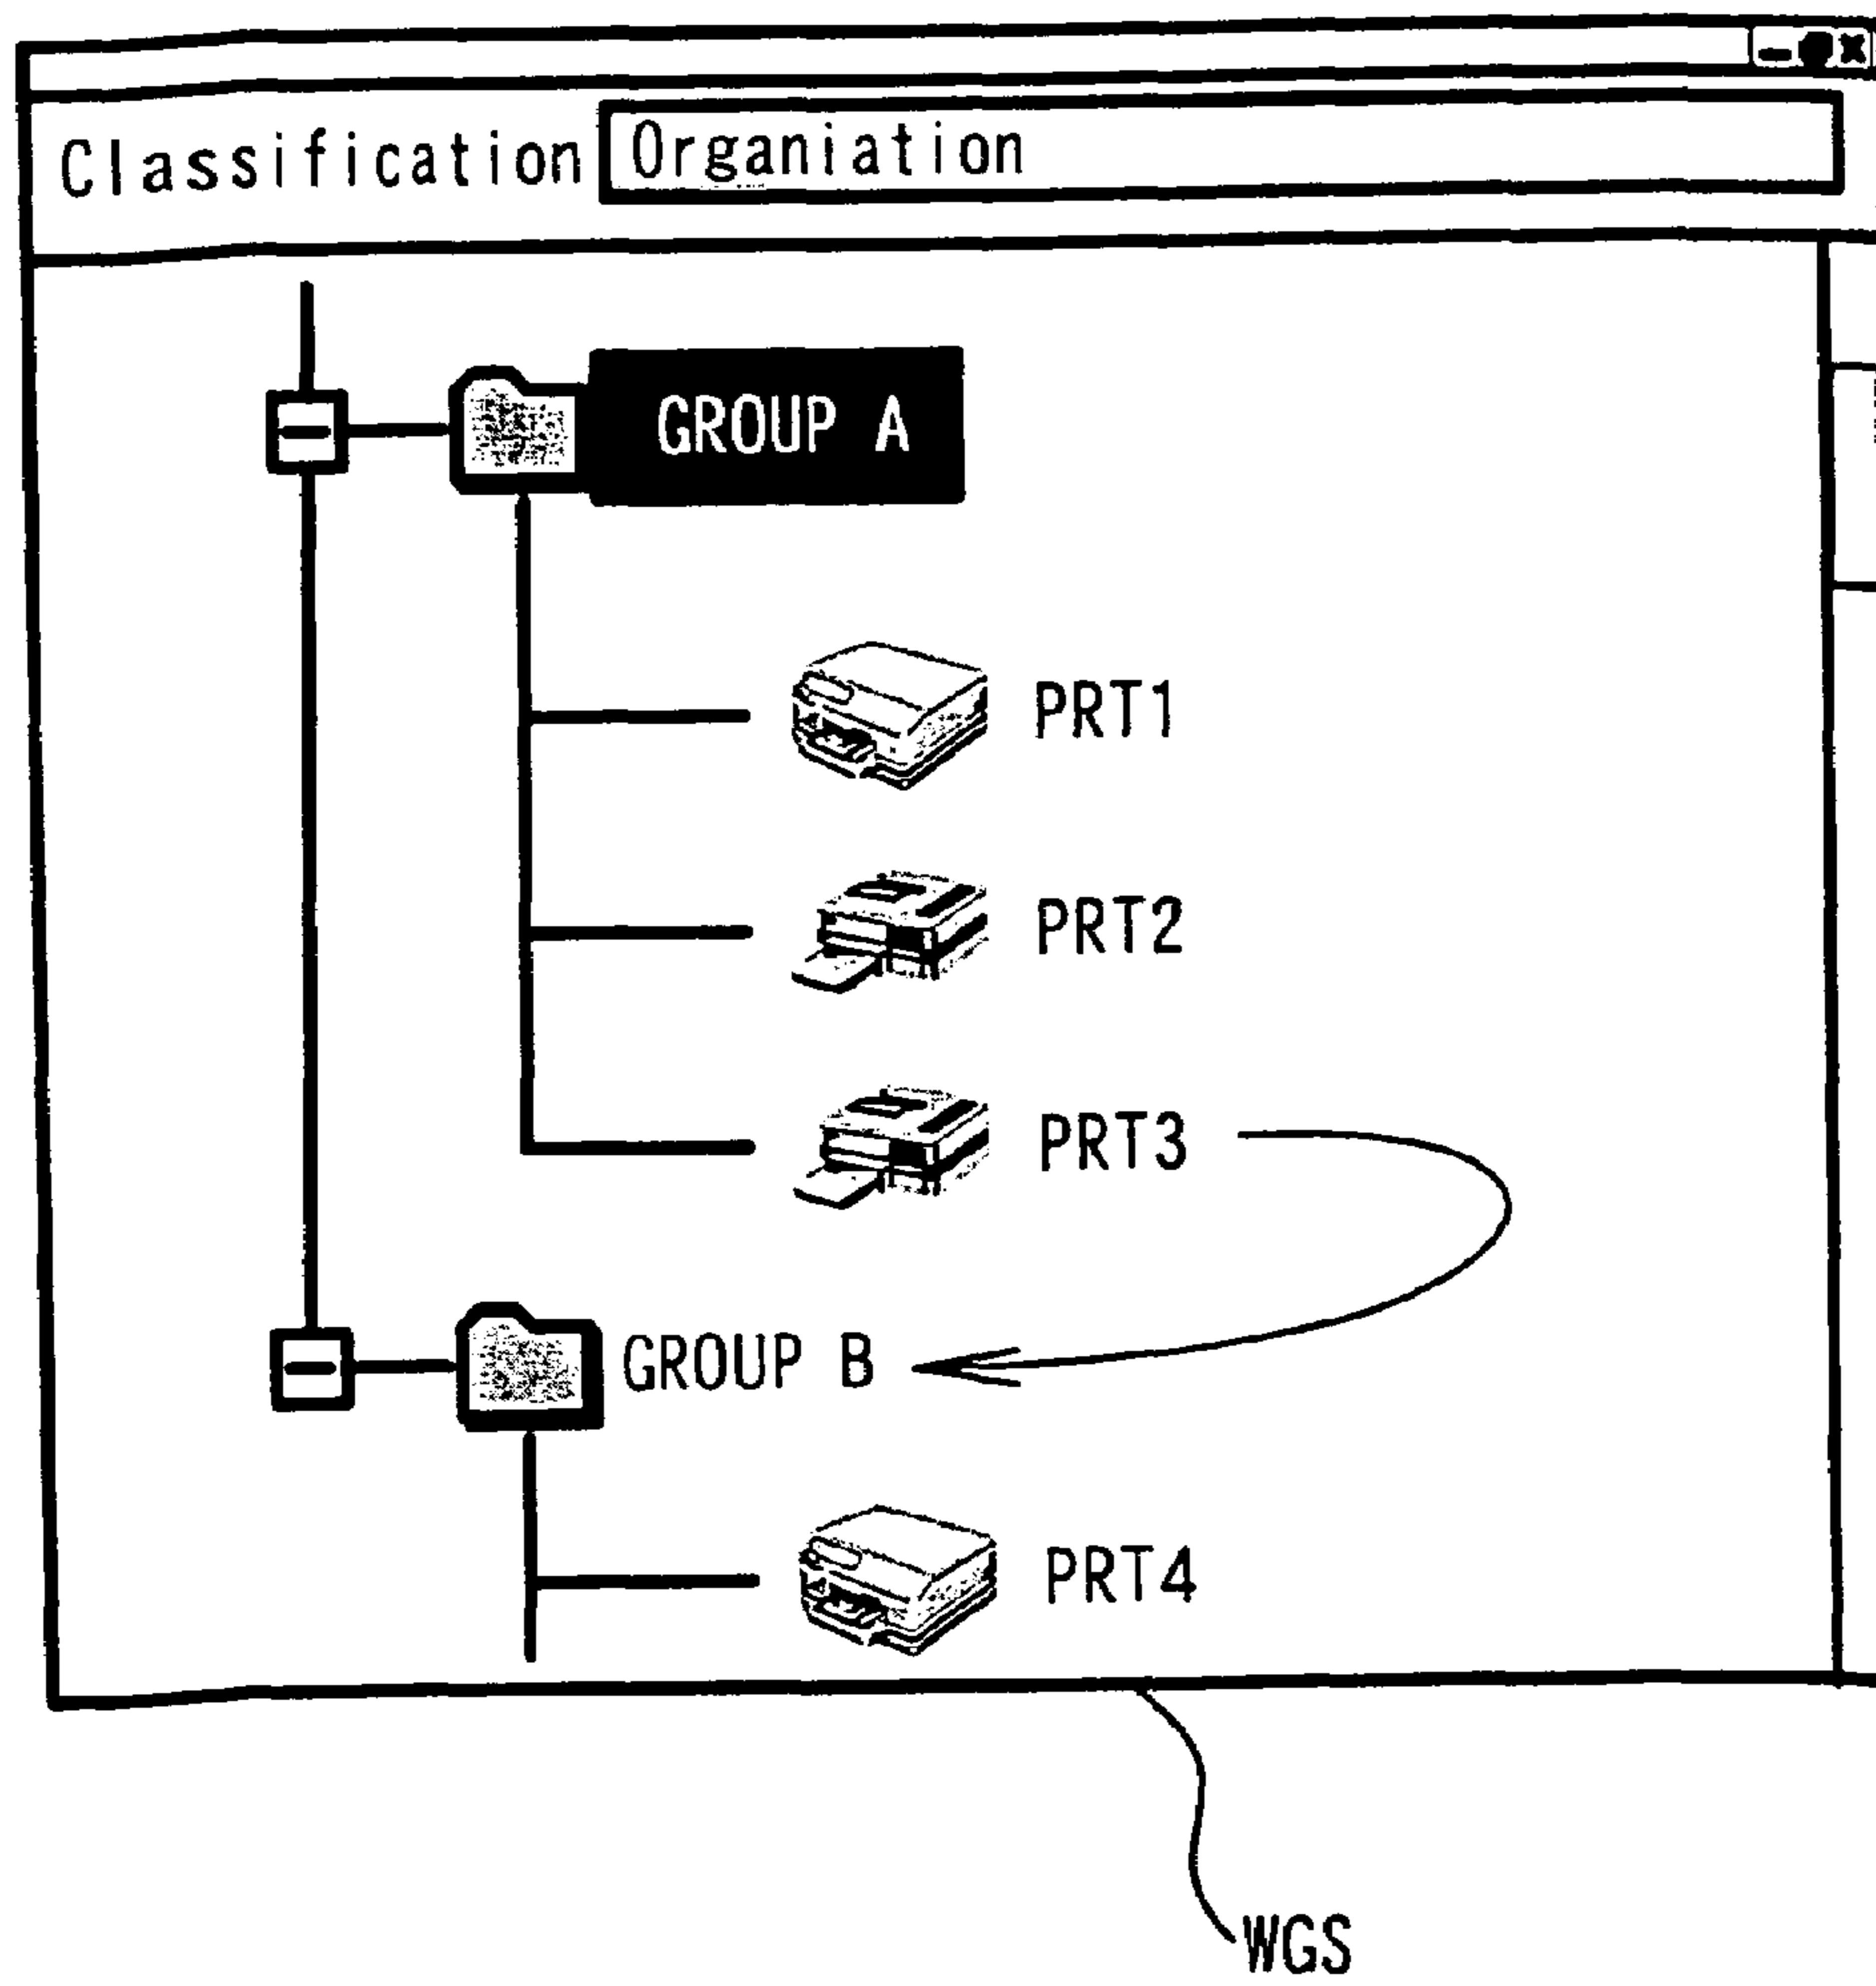 Classification Organiation
GROUP A
PRT1
PRT2
PRT3
GROUP B
PRT4
WGS